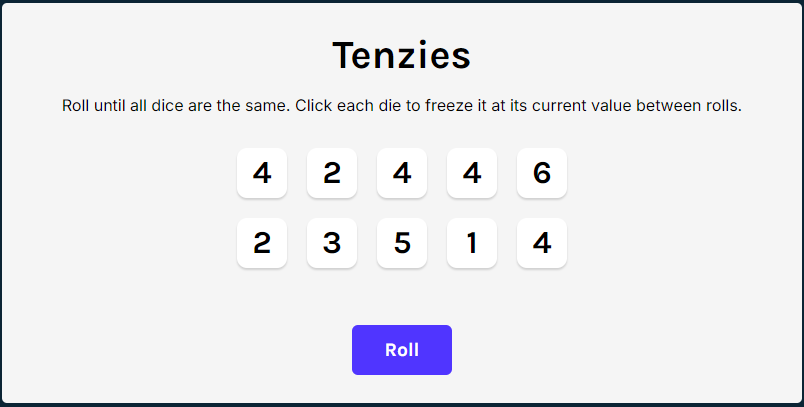 Tenzies
Roll until all dice are the same. Click each die to freeze it at its current value between rolls.
4 2 4 4 6
2 3 5 1 4
Roll